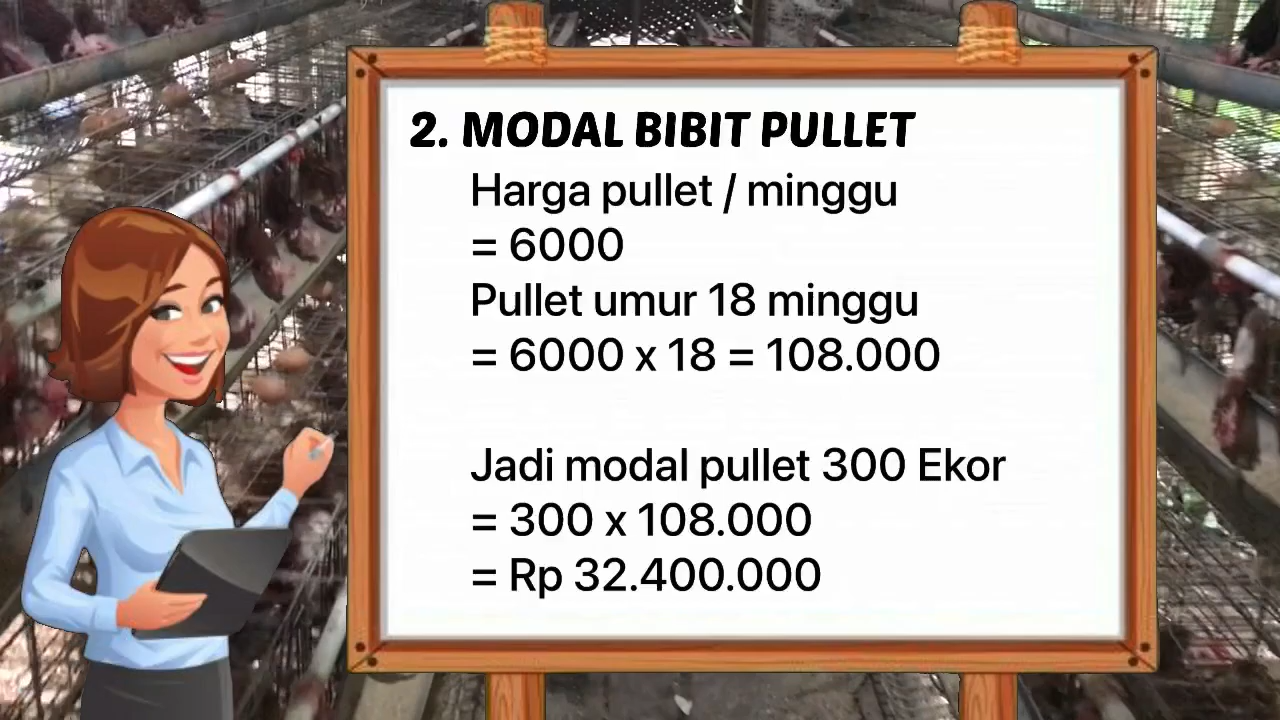 2. MODAL BIBIT PULLET
Harga pullet / minggu
= 6000
Pullet umur 18 minggu
= 6000 x 18 = 108.000
Jadi modal pullet 300 Ekor
= 300 x 108.000
= Rp 32.400.000